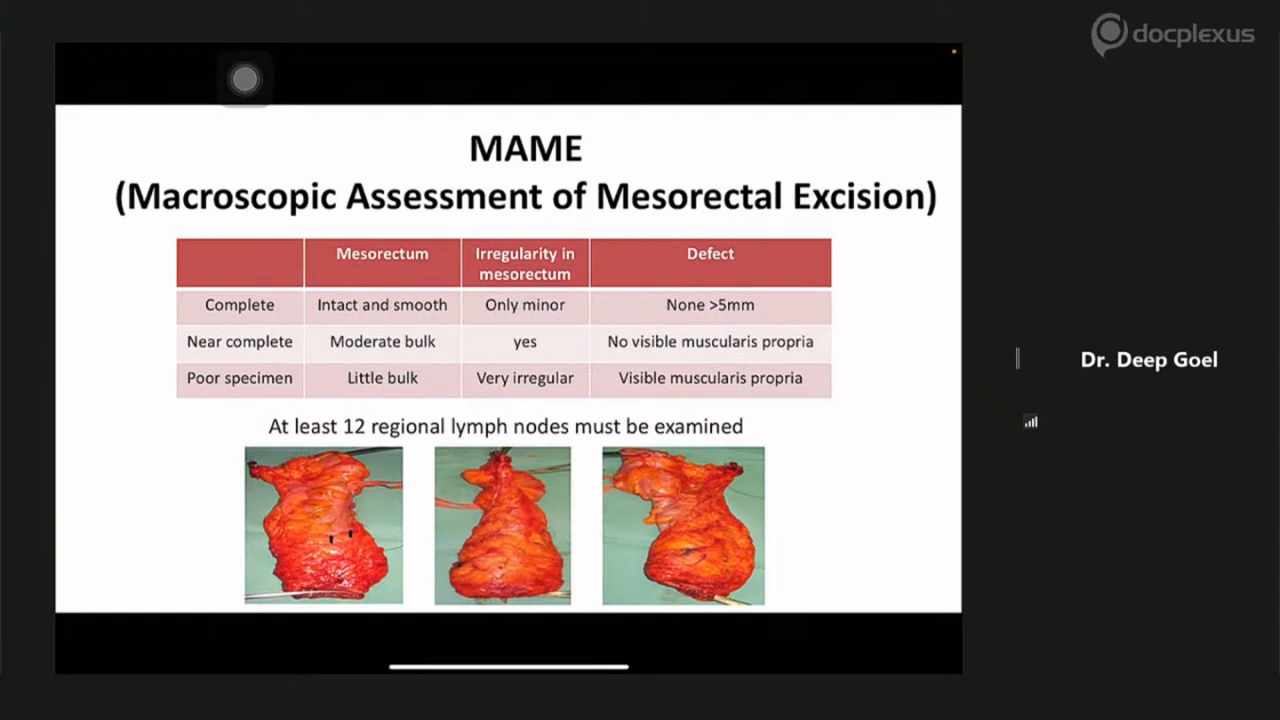 docplexus
MAME
(Macroscopic Assessment of Mesorectal Excision)
Mesorectum Irregularity in mesorectum Defect
Complete Intact and smooth Only minor None >5mm
Near complete Moderate bulk yes No visible muscularis propria
Poor specimen Little bulk Very irregular Visible muscularis propria
At least 12 regional lymph nodes must be examined
Dr. Deep Goel